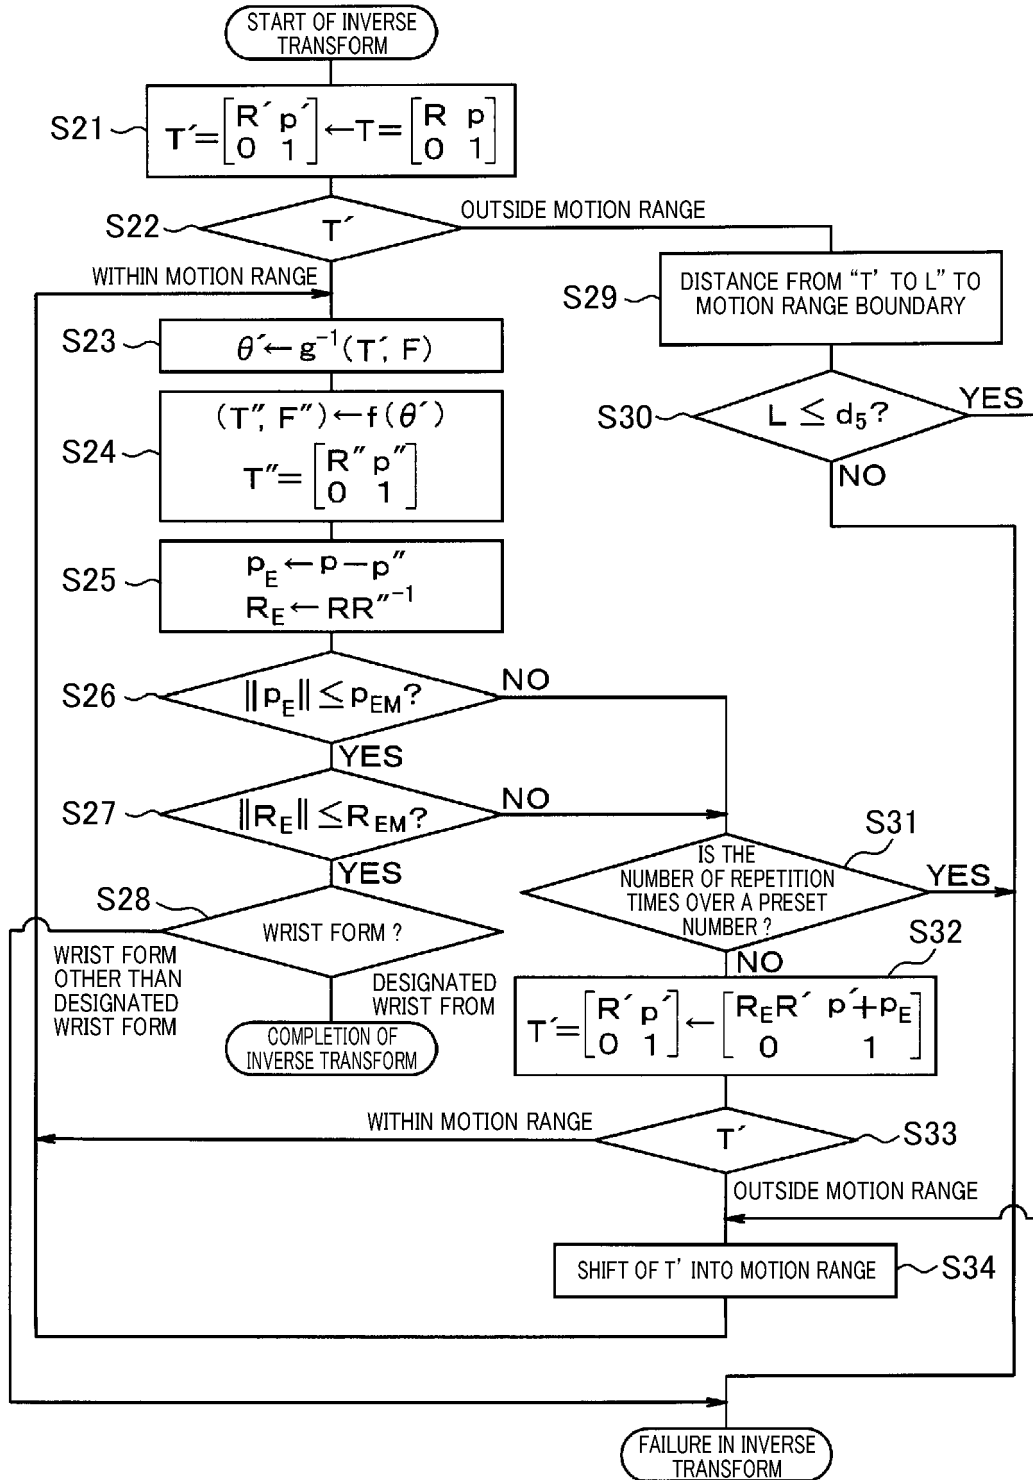 START OF INVERSE
TRANSFORM
S21
T′=[R′ p′ 0 1]←T=[R p 0 1]
S22
T′
OUTSIDE MOTION RANGE
WITHIN MOTION RANGE
S29
DISTANCE FROM “T’ TO L” TO
MOTION RANGE BOUNDARY
S23
θ′←g⁻¹(T′, F)
S30
L ≤ d₅?
YES
NO
S24
(T″, F″)←f(θ′)
T″=[R″ p″ 0 1]
S25
p_E←p−p″
R_E←RR″⁻¹
S26
‖p_E‖≤p_EM?
NO
YES
S27
‖R_E‖≤R_EM?
NO
YES
S31
IS THE
NUMBER OF REPETITION
TIMES OVER A PRESET
NUMBER ?
YES
NO
S28
WRIST FORM ?
WRIST FORM
OTHER THAN
DESIGNATED
WRIST FORM
DESIGNATED
WRIST FROM
COMPLETION OF
INVERSE TRANSFORM
S32
T′=[R′ p′ 0 1]←[R_E R′ p′+p_E 0 1]
WITHIN MOTION RANGE
T′
S33
OUTSIDE MOTION RANGE
SHIFT OF T’ INTO MOTION RANGE
S34
FAILURE IN INVERSE
TRANSFORM